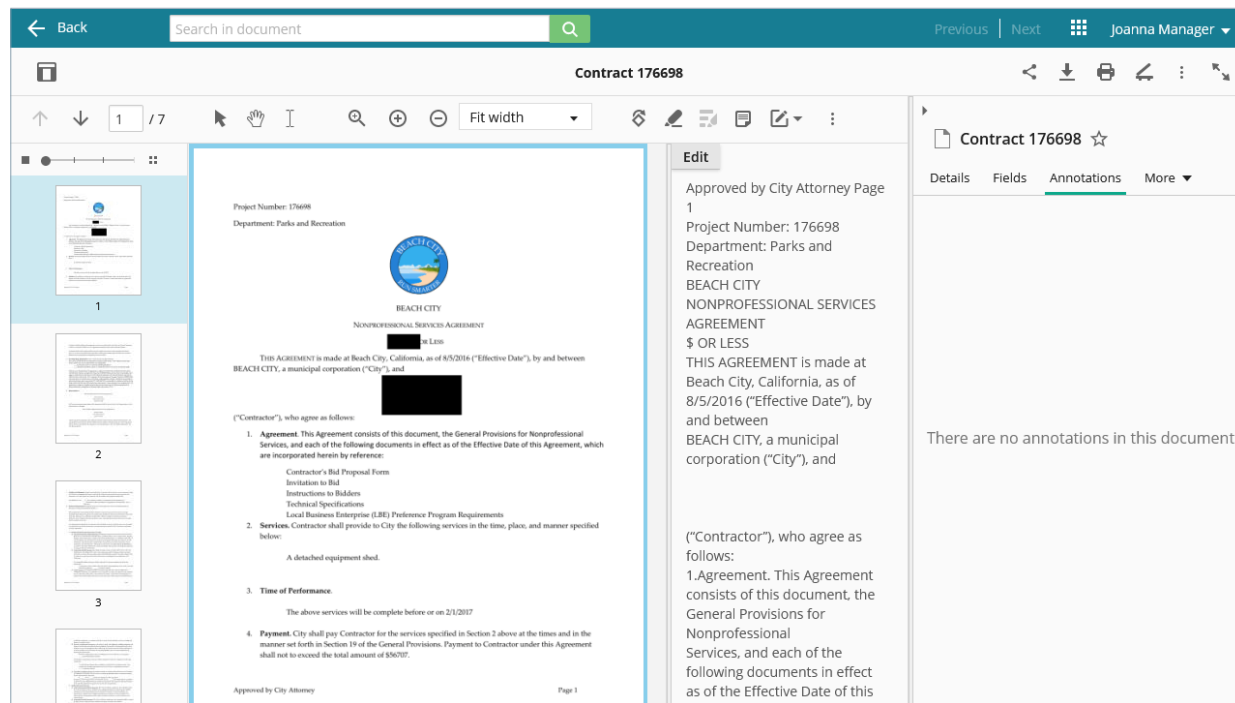 Back
Search in document
Previous
Next
Joanna Manager
Contract 176698
1 / 7
Fit width
1
2
3
Project Number: 176698
Department: Parks and Recreation
BEACH CITY
RUN SMARTER
BEACH CITY
NONPROFESSIONAL SERVICES AGREEMENT
OR LESS
THIS AGREEMENT is made at Beach City, California, as of 8/5/2016 (“Effective Date”), by and between
BEACH CITY, a municipal corporation (“City”), and
(“Contractor”), who agree as follows:
1. Agreement. This Agreement consists of this document, the General Provisions for Nonprofessional
Services, and each of the following documents in effect as of the Effective Date of this Agreement, which
are incorporated herein by reference:
Contractor’s Bid Proposal Form
Invitation to Bid
Instructions to Bidders
Technical Specifications
Local Business Enterprise (LBE) Preference Program Requirements
2. Services. Contractor shall provide to City the following services in the time, place, and manner specified
below:
A detached equipment shed.
3. Time of Performance.
The above services will be complete before or on 2/1/2017
4. Payment. City shall pay Contractor for the services specified in Section 2 above at the times and in the
manner set forth in Section 19 of the General Provisions. Payment to Contractor under this Agreement
shall not to exceed the total amount of $56707.
Approved by City Attorney
Page 1
Edit
Approved by City Attorney Page
1
Project Number: 176698
Department: Parks and
Recreation
BEACH CITY
NONPROFESSIONAL SERVICES
AGREEMENT
$ OR LESS
THIS AGREEMENT is made at
Beach City, California, as of
8/5/2016 (“Effective Date”), by
and between
BEACH CITY, a municipal
corporation (“City”), and
(“Contractor”), who agree as
follows:
1.Agreement. This Agreement
consists of this document, the
General Provisions for
Nonprofessional
Services, and each of the
following documents in effect
as of the Effective Date of this
Contract 176698
Details
Fields
Annotations
More
There are no annotations in this document